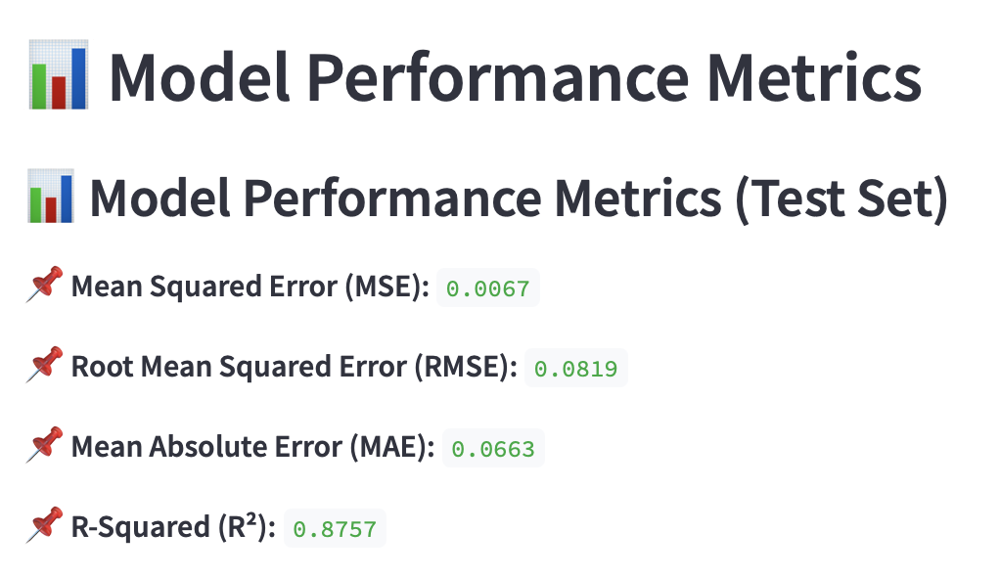 Model Performance Metrics
Model Performance Metrics (Test Set)
Mean Squared Error (MSE): 0.0067
Root Mean Squared Error (RMSE): 0.0819
Mean Absolute Error (MAE): 0.0663
R-Squared (R²): 0.8757